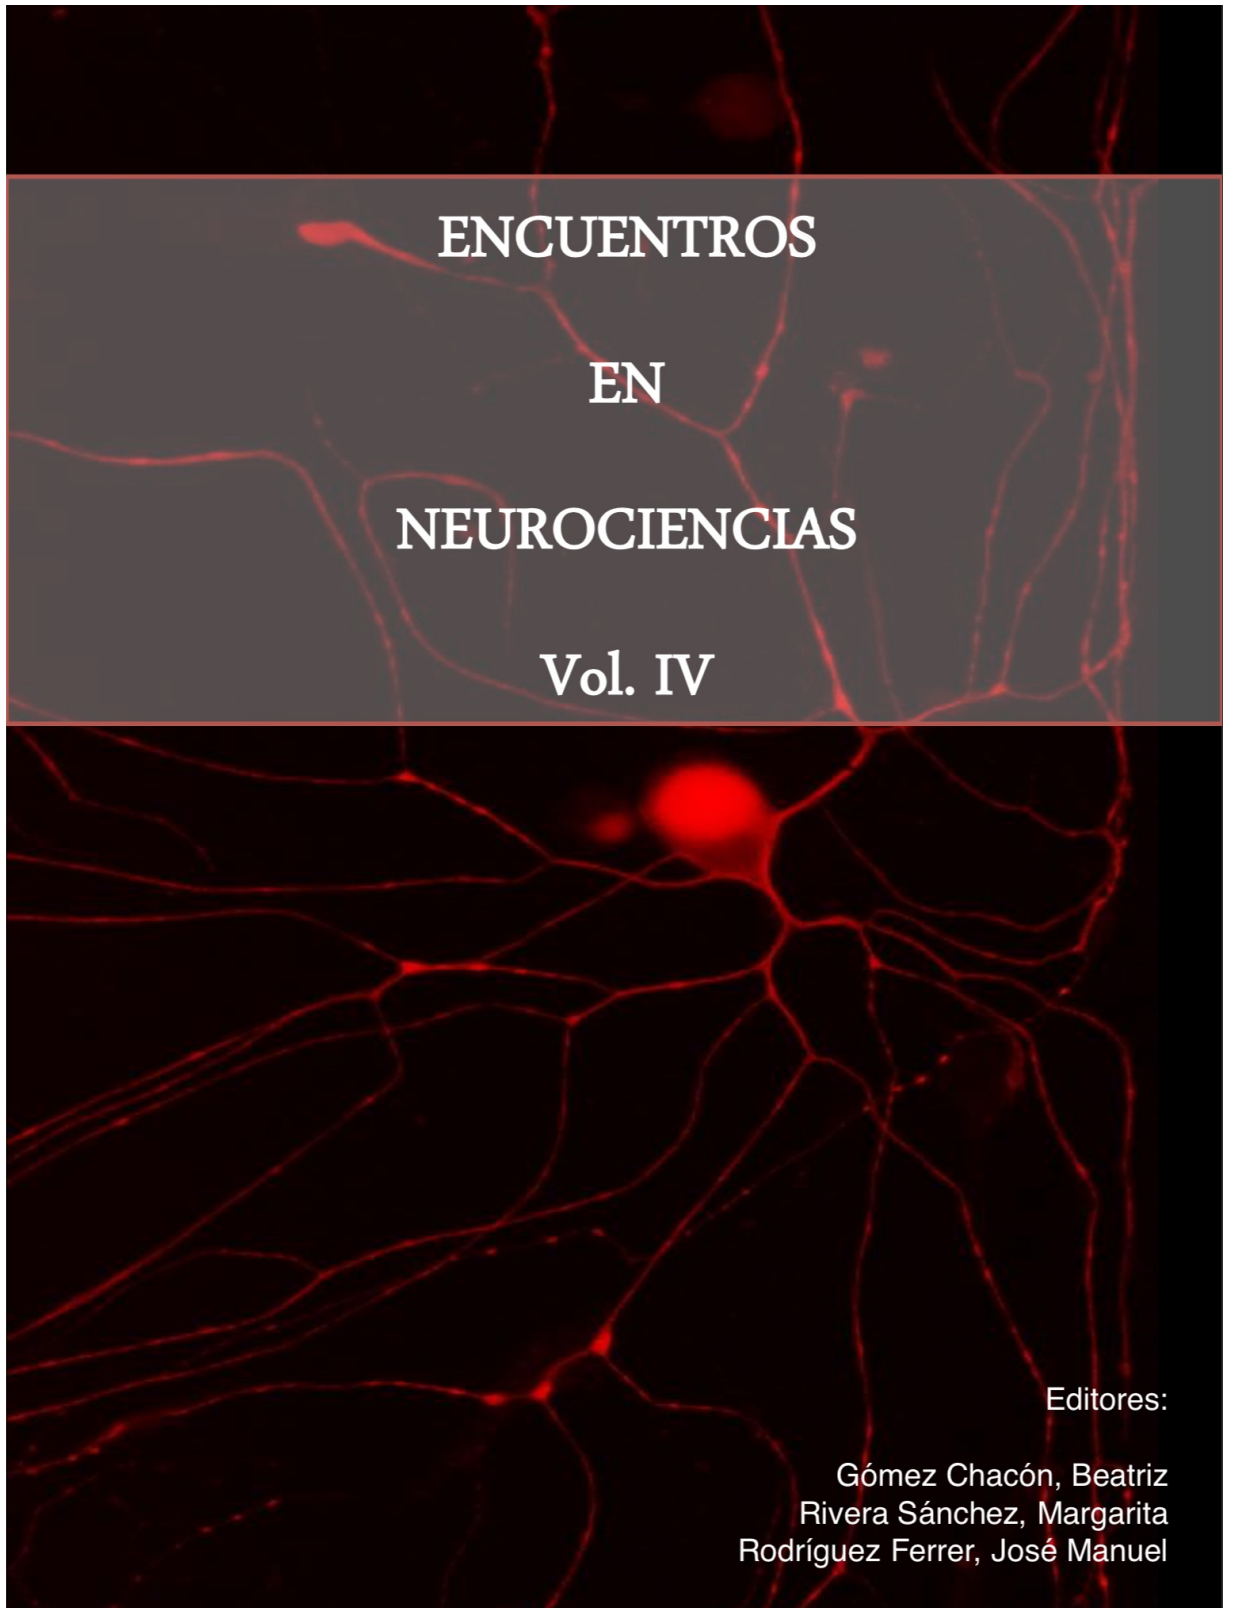 ENCUENTROS
EN
NEUROCIENCIAS
Vol. IV
Editores:
Gómez Chacón, Beatriz
Rivera Sánchez, Margarita
Rodríguez Ferrer, José Manuel